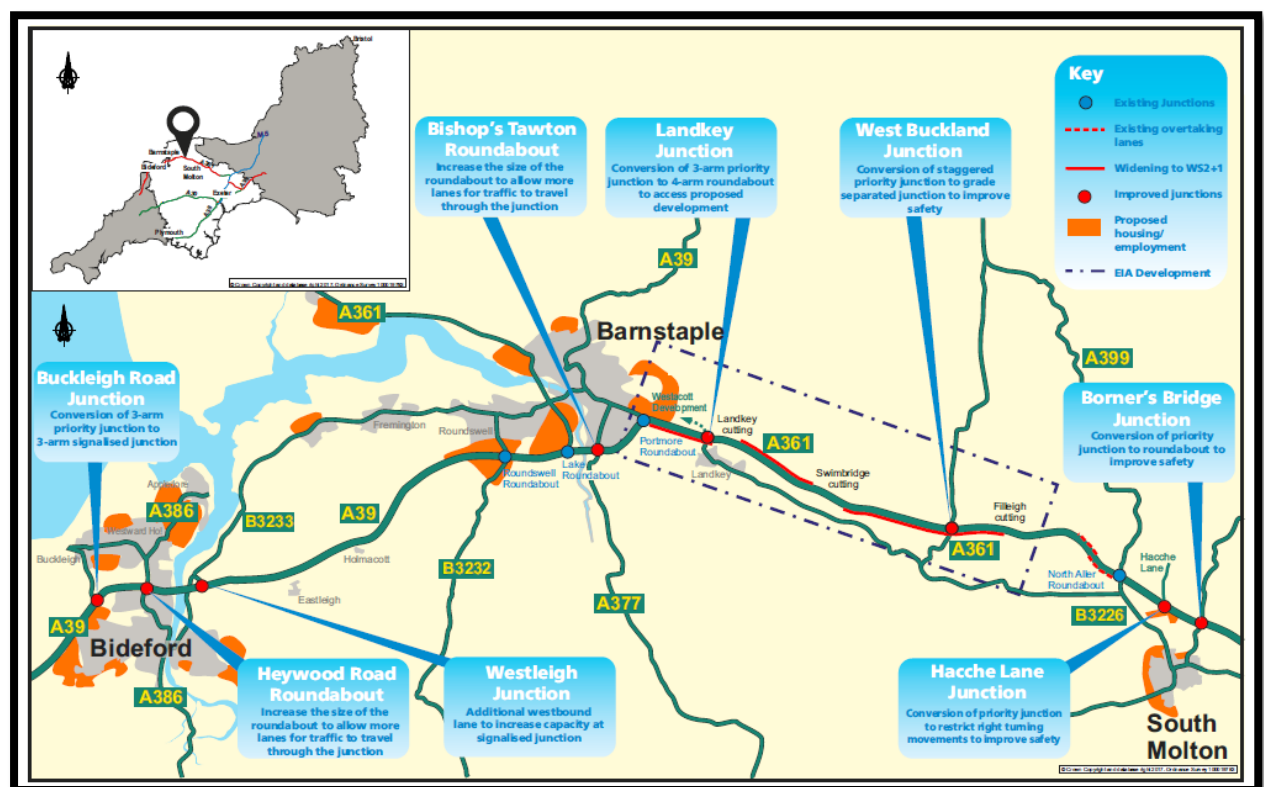 Bristol
M5
Barnstaple
Bideford
South
Molton
Exeter
Plymouth
Key
Existing Junctions
Existing overtaking
lanes
Widening to WS2+1
Improved junctions
Proposed
housing/
employment
EIA Development
Bishop's Tawton
Roundabout
Increase the size of the
roundabout to allow more
lanes for traffic to travel
through the junction
Landkey
Junction
Conversion of 3-arm priority
junction to 4-arm roundabout
to access proposed
development
West Buckland
Junction
Conversion of staggered
priority junction to grade
separated junction to improve
safety
A39
A361
Barnstaple
A399
Buckleigh Road
Junction
Conversion of 3-arm
priority junction to
3-arm signalised junction
Borner's Bridge
Junction
Conversion of priority
junction to roundabout to
improve safety
Westacott
Development
Landkey
cutting
A361
Fremington
Roundswell
Portmore
Roundabout
Lake
Roundabout
Roundswell
Roundabout
Landkey
Swimbridge
cutting
Filleigh
cutting
A361
Appledore
A386
Westward Ho!
B3233
A39
Buckleigh
Holmacott
B3232
Eastleigh
A377
North Aller
Roundabout
Hacche
Lane
B3226
A39
Bideford
A386
Heywood Road
Roundabout
Increase the size of the
roundabout to allow more
lanes for traffic to travel
through the junction
Westleigh
Junction
Additional westbound
lane to increase capacity at
signalised junction
Hacche Lane
Junction
Conversion of priority junction
to restrict right turning
movements to improve safety
South
Molton